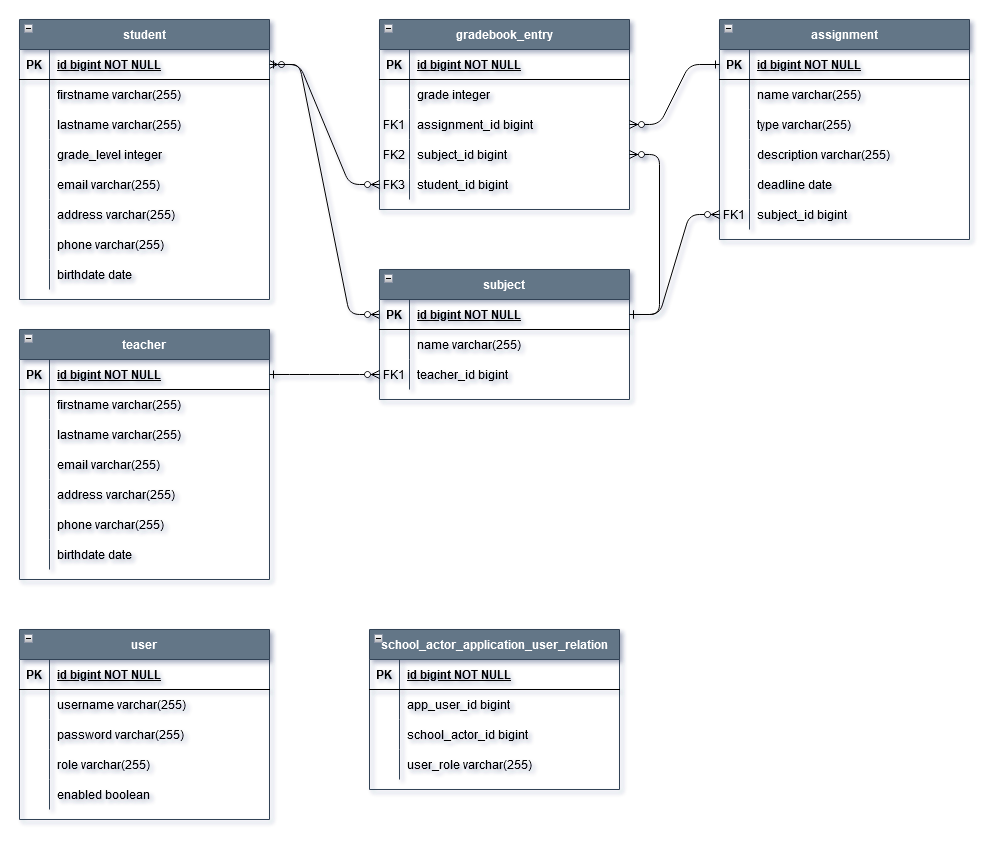 student
PK id bigint NOT NULL
firstname varchar(255)
lastname varchar(255)
grade_level integer
email varchar(255)
address varchar(255)
phone varchar(255)
birthdate date
gradebook_entry
PK id bigint NOT NULL
grade integer
FK1 assignment_id bigint
FK2 subject_id bigint
FK3 student_id bigint
assignment
PK id bigint NOT NULL
name varchar(255)
type varchar(255)
description varchar(255)
deadline date
FK1 subject_id bigint
subject
PK id bigint NOT NULL
name varchar(255)
FK1 teacher_id bigint
teacher
PK id bigint NOT NULL
firstname varchar(255)
lastname varchar(255)
email varchar(255)
address varchar(255)
phone varchar(255)
birthdate date
user
PK id bigint NOT NULL
username varchar(255)
password varchar(255)
role varchar(255)
enabled boolean
school_actor_application_user_relation
PK id bigint NOT NULL
app_user_id bigint
school_actor_id bigint
user_role varchar(255)